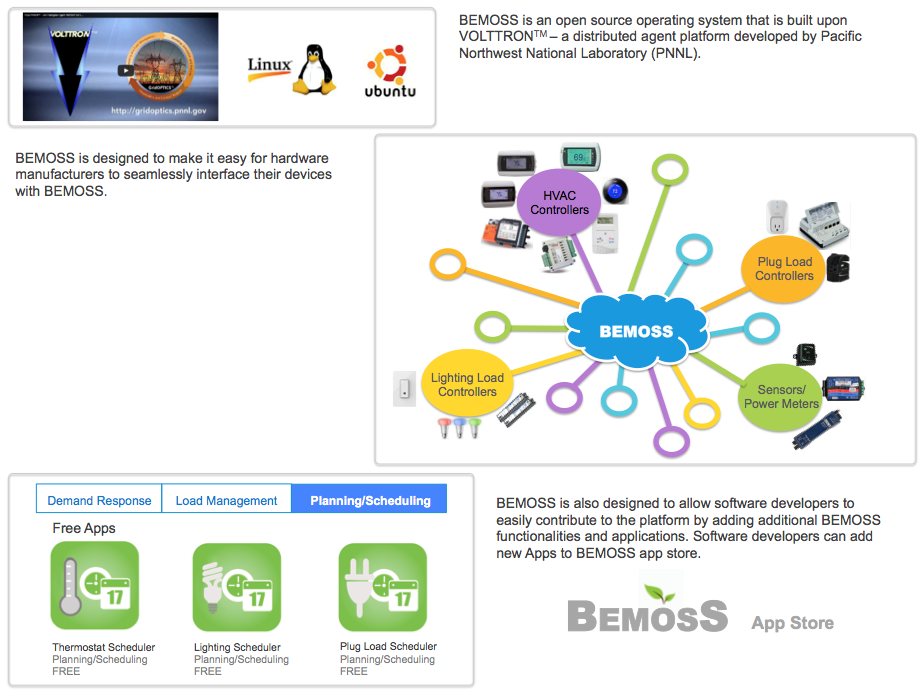 VOLTTRON
GRIDOPTICS
http://gridoptics.pnnl.gov
Linux
ubuntu
BEMOSS is an open source operating system that is built upon
VOLTTRON™ – a distributed agent platform developed by Pacific
Northwest National Laboratory (PNNL).
BEMOSS is designed to make it easy for hardware
manufacturers to seamlessly interface their devices
with BEMOSS.
HVAC
Controllers
Plug Load
Controllers
BEMOSS
Lighting Load
Controllers
Sensors/
Power Meters
Demand Response
Load Management
Planning/Scheduling
Free Apps
17
17
17
Thermostat Scheduler
Planning/Scheduling
FREE
Lighting Scheduler
Planning/Scheduling
FREE
Plug Load Scheduler
Planning/Scheduling
FREE
BEMOSS is also designed to allow software developers to
easily contribute to the platform by adding additional BEMOSS
functionalities and applications. Software developers can add
new Apps to BEMOSS app store.
BEMOSS App Store